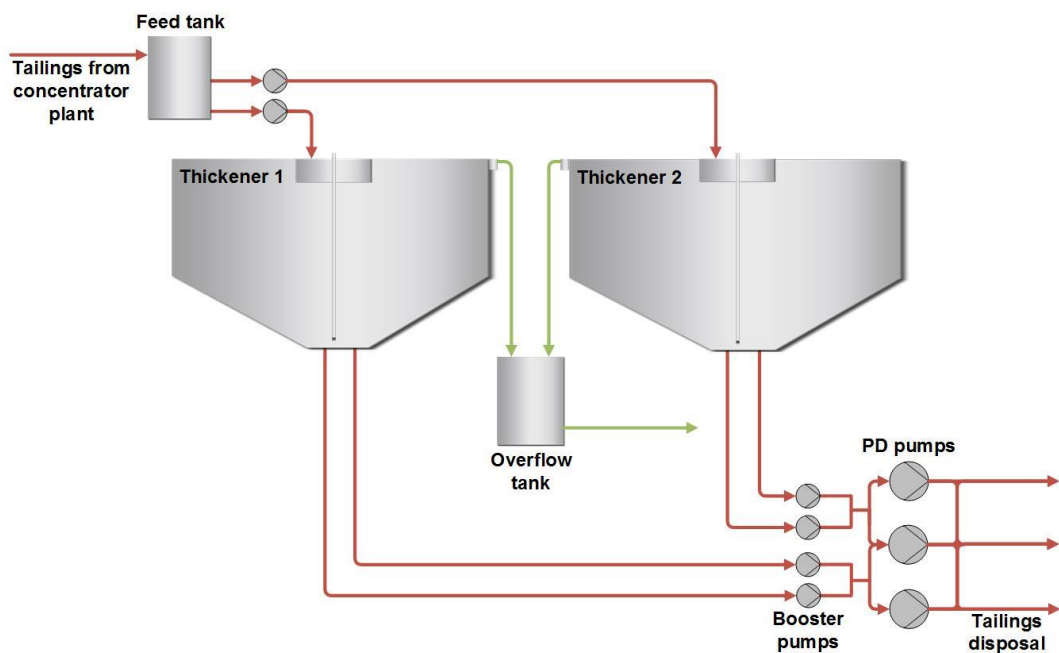 Feed tank
Tailings from
concentrator
plant
Thickener 1
Thickener 2
Overflow
tank
PD pumps
Booster
pumps
Tailings
disposal